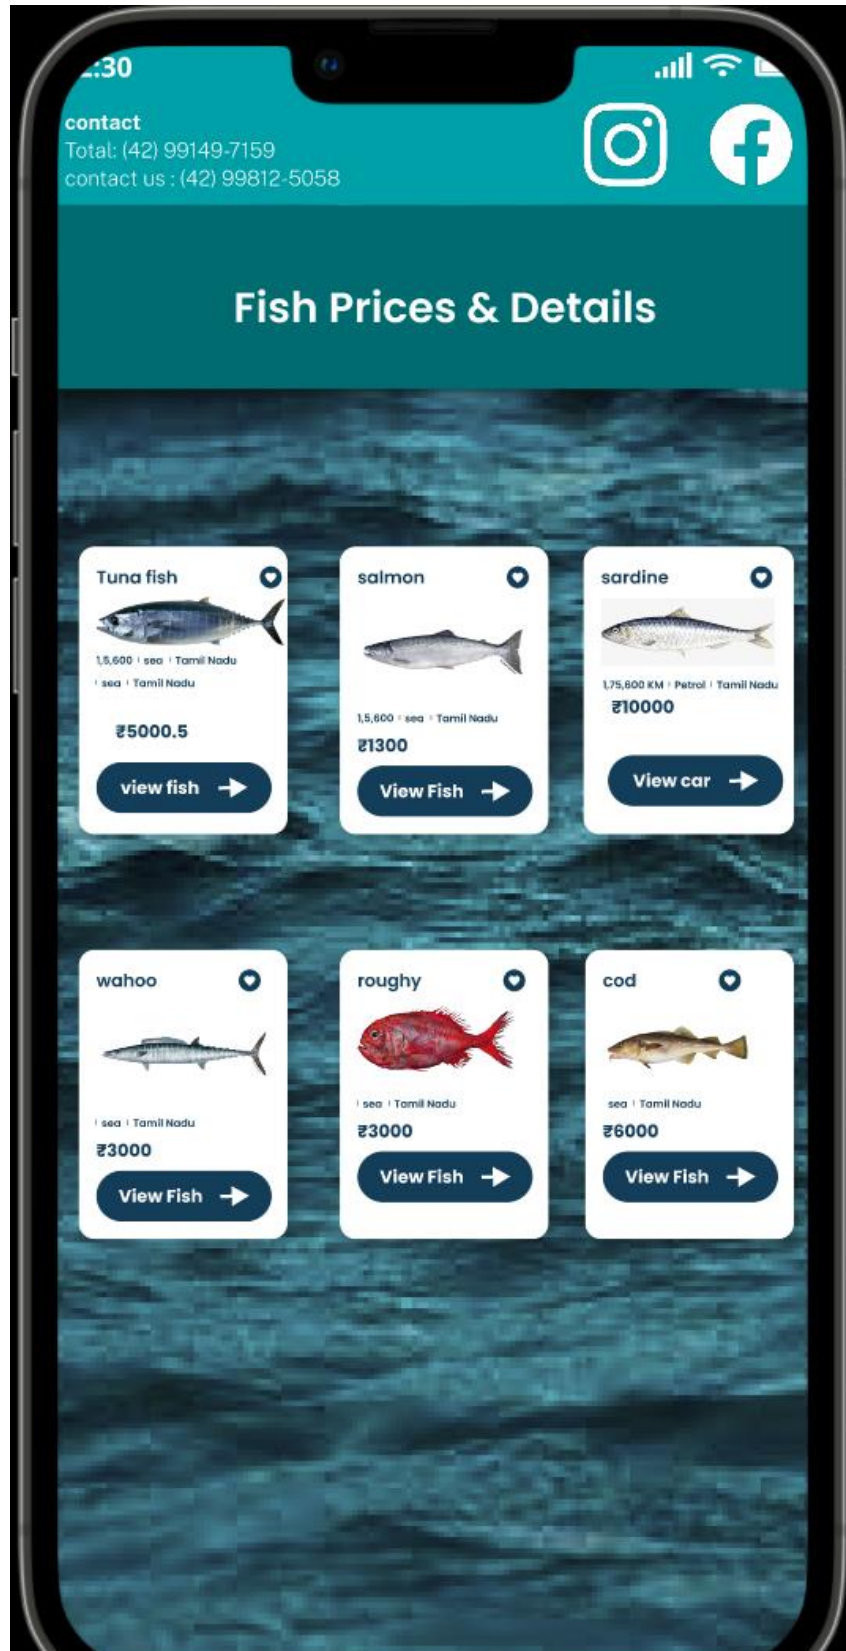 :30
contact
Total: (42) 99149-7159
contact us : (42) 99812-5058
Fish Prices & Details
Tuna fish
1,5,600 | sea | Tamil Nadu
| sea | Tamil Nadu
₹5000.5
view fish
salmon
1,5,600 | sea | Tamil Nadu
₹1300
View Fish
sardine
1,75,600 KM | Petrol | Tamil Nadu
₹10000
View car
wahoo
| sea | Tamil Nadu
₹3000
View Fish
roughy
| sea | Tamil Nadu
₹3000
View Fish
cod
sea | Tamil Nadu
₹6000
View Fish